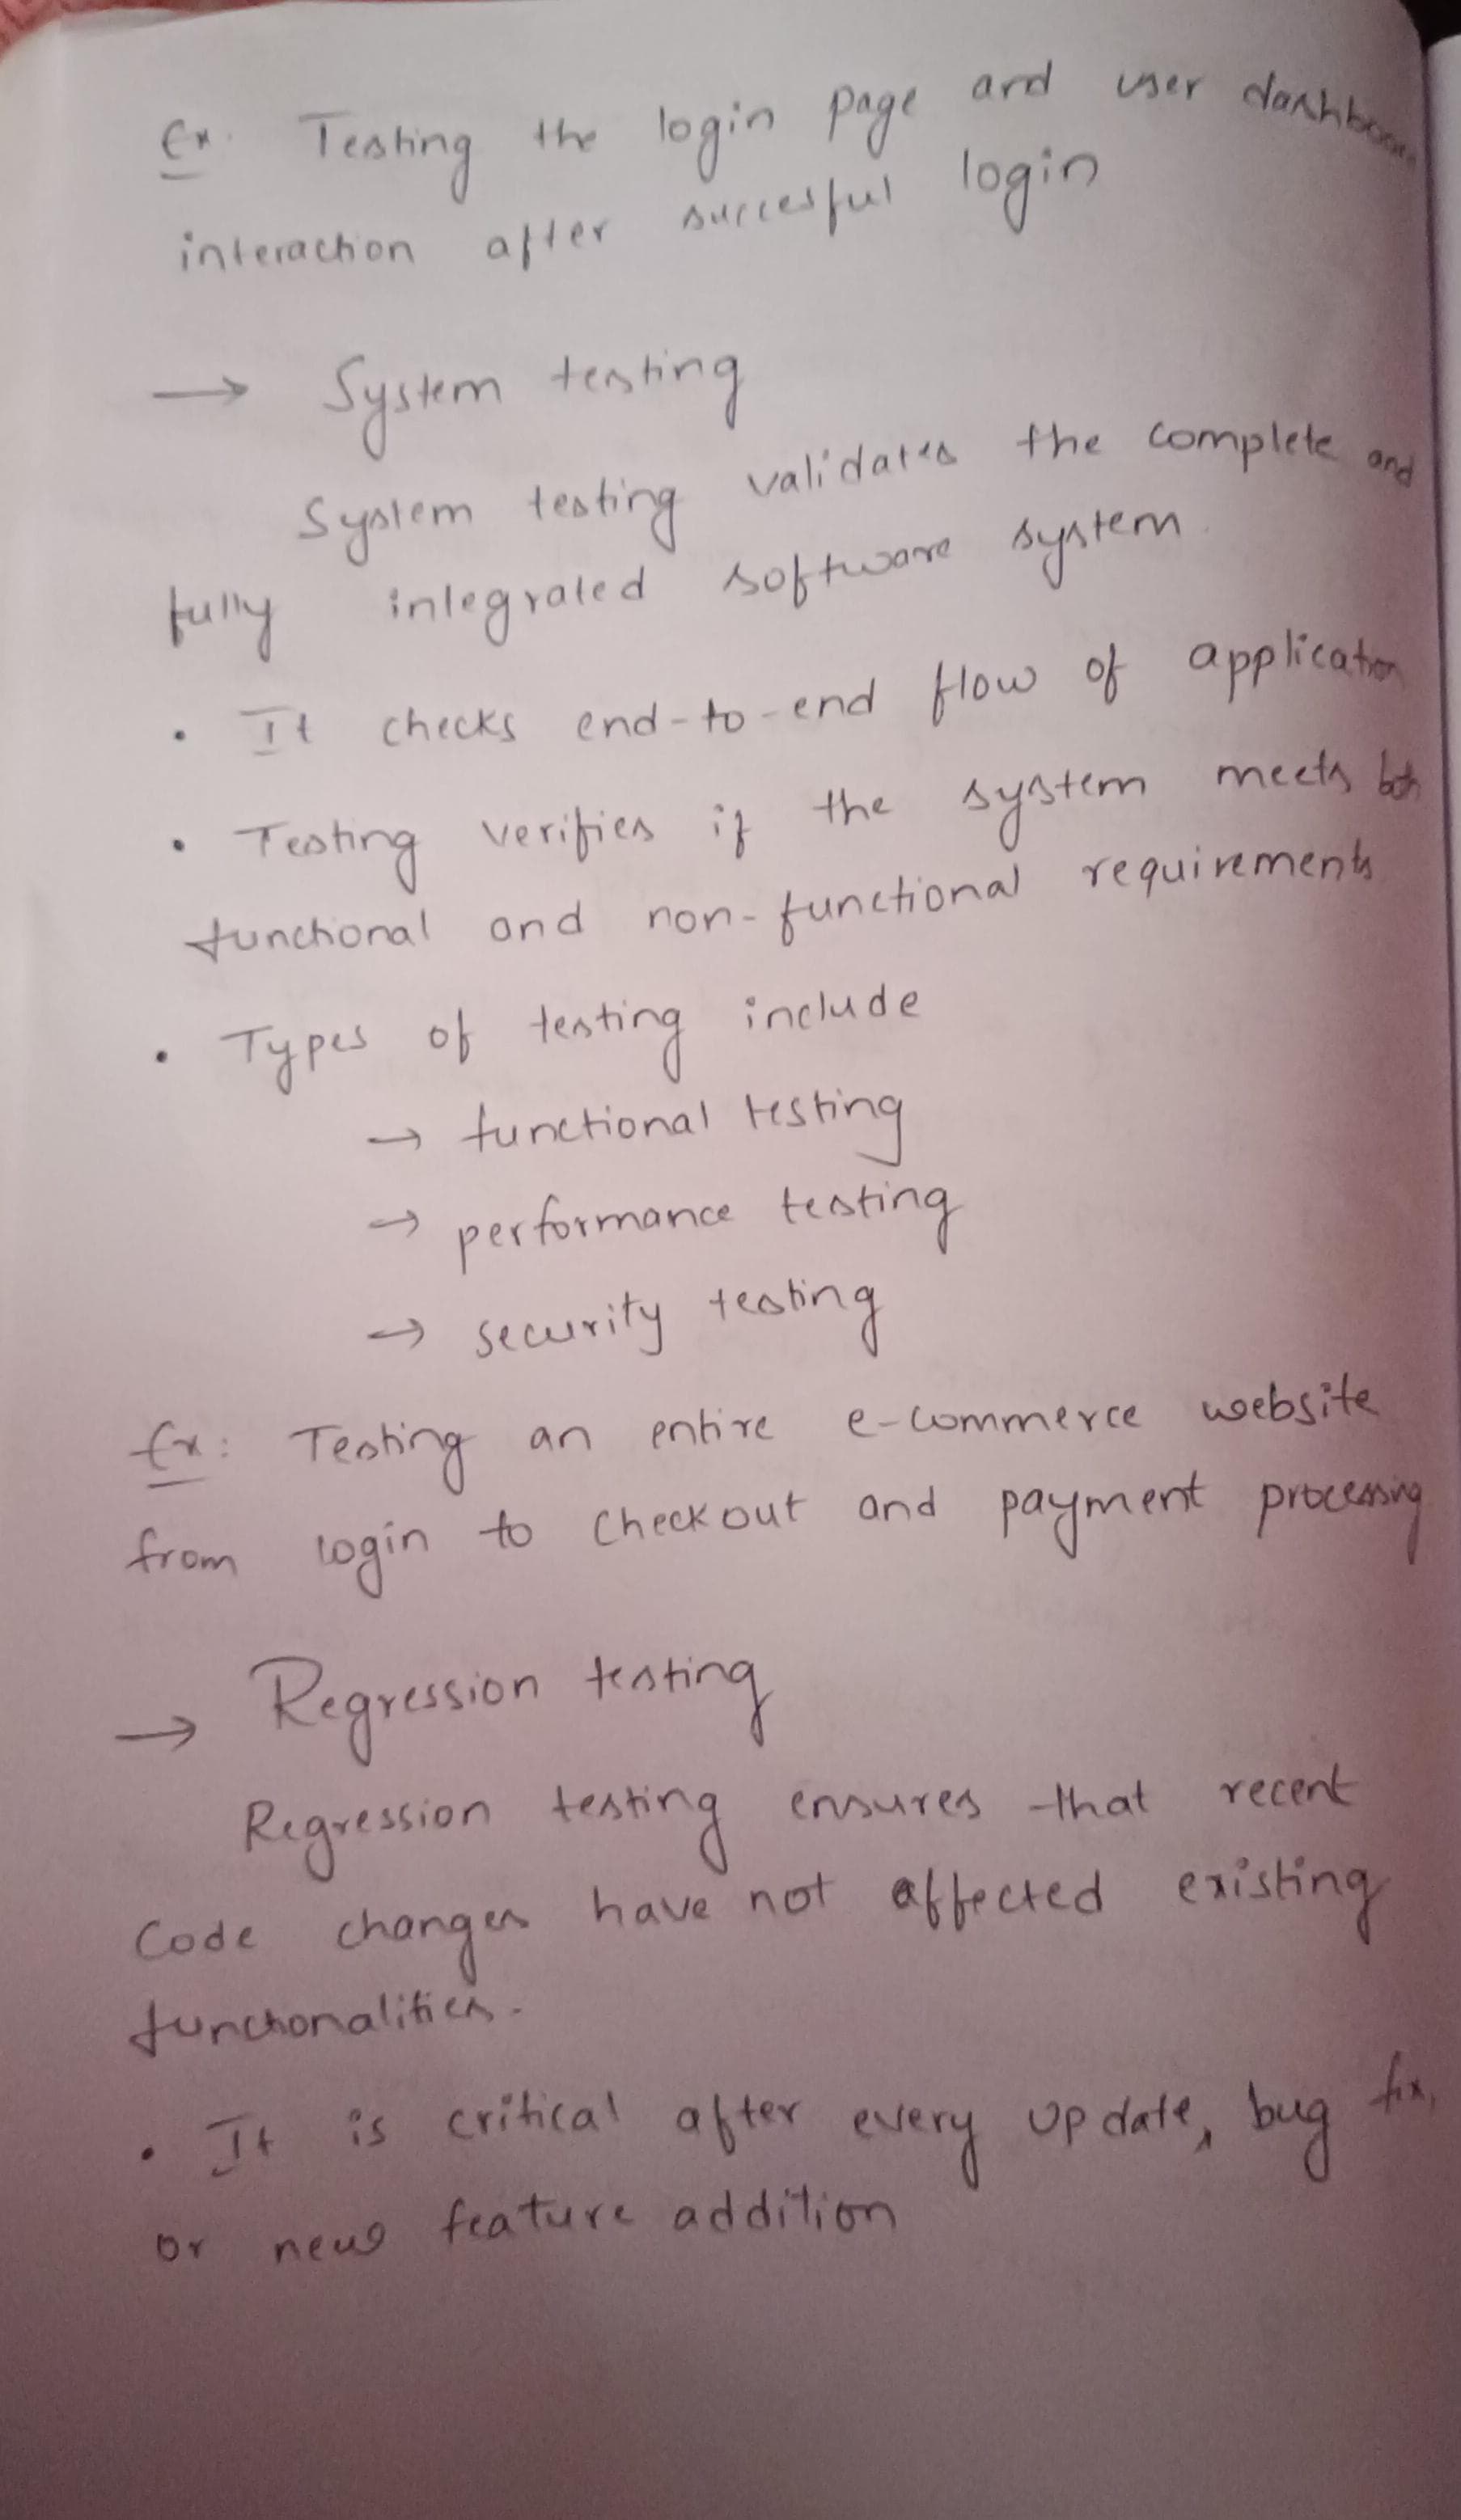 Ex. Testing the login page and user dashboard
interaction after succesful login
→ System testing
System testing validates the complete and
fully integrated software system.
• It checks end-to-end flow of application
• Testing verifies if the system meets both
functional and non-functional requirements
• Types of testing include
→ functional testing
→ performance testing
→ security testing
Ex: Testing an entire e-commerce website
from login to checkout and payment processing
→ Regression testing
Regression testing ensures that recent
code changes have not affected existing
functionalities.
• It is critical after every update, bug fix,
or new feature addition